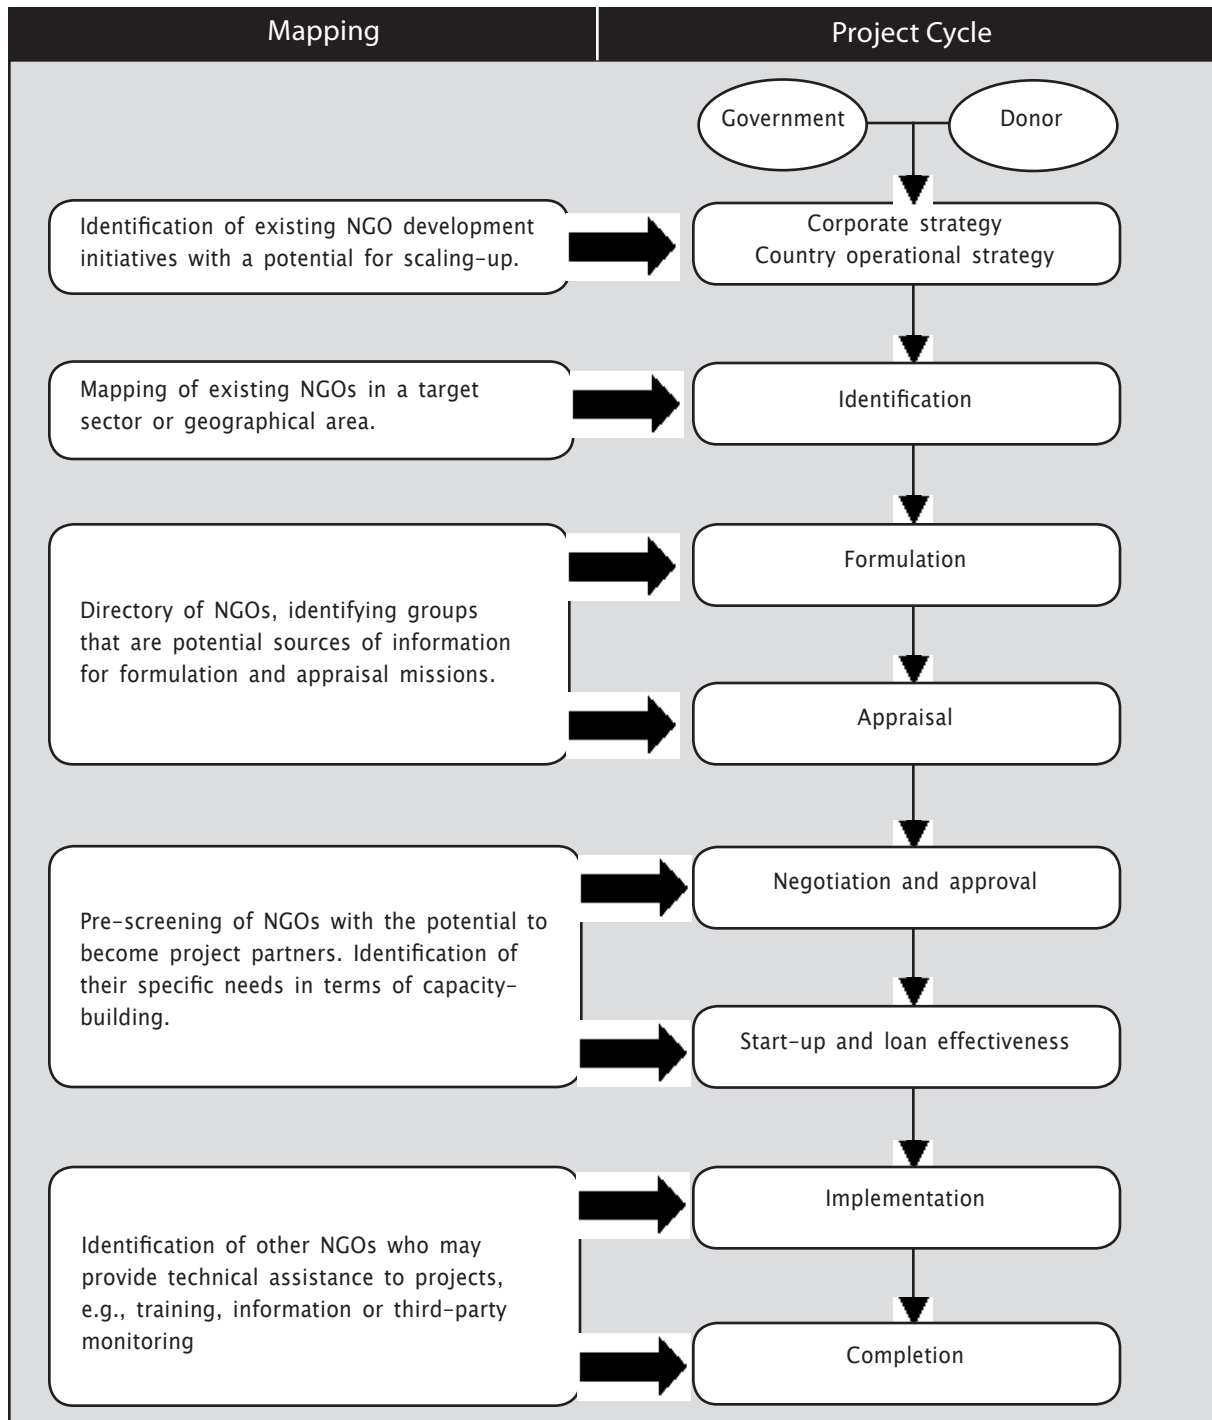 Mapping
Project Cycle
Government
Donor
Identification of existing NGO development
initiatives with a potential for scaling-up.
Corporate strategy
Country operational strategy
Mapping of existing NGOs in a target
sector or geographical area.
Identification
Directory of NGOs, identifying groups
that are potential sources of information
for formulation and appraisal missions.
Formulation
Appraisal
Pre-screening of NGOs with the potential to
become project partners. Identification of
their specific needs in terms of capacity-
building.
Negotiation and approval
Start-up and loan effectiveness
Identification of other NGOs who may
provide technical assistance to projects,
e.g., training, information or third-party
monitoring
Implementation
Completion